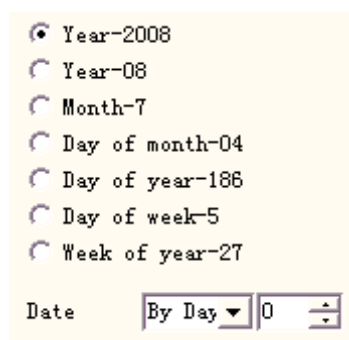 Year-2008
Year-08
Month-7
Day of month-04
Day of year-186
Day of week-5
Week of year-27
Date By Day 0